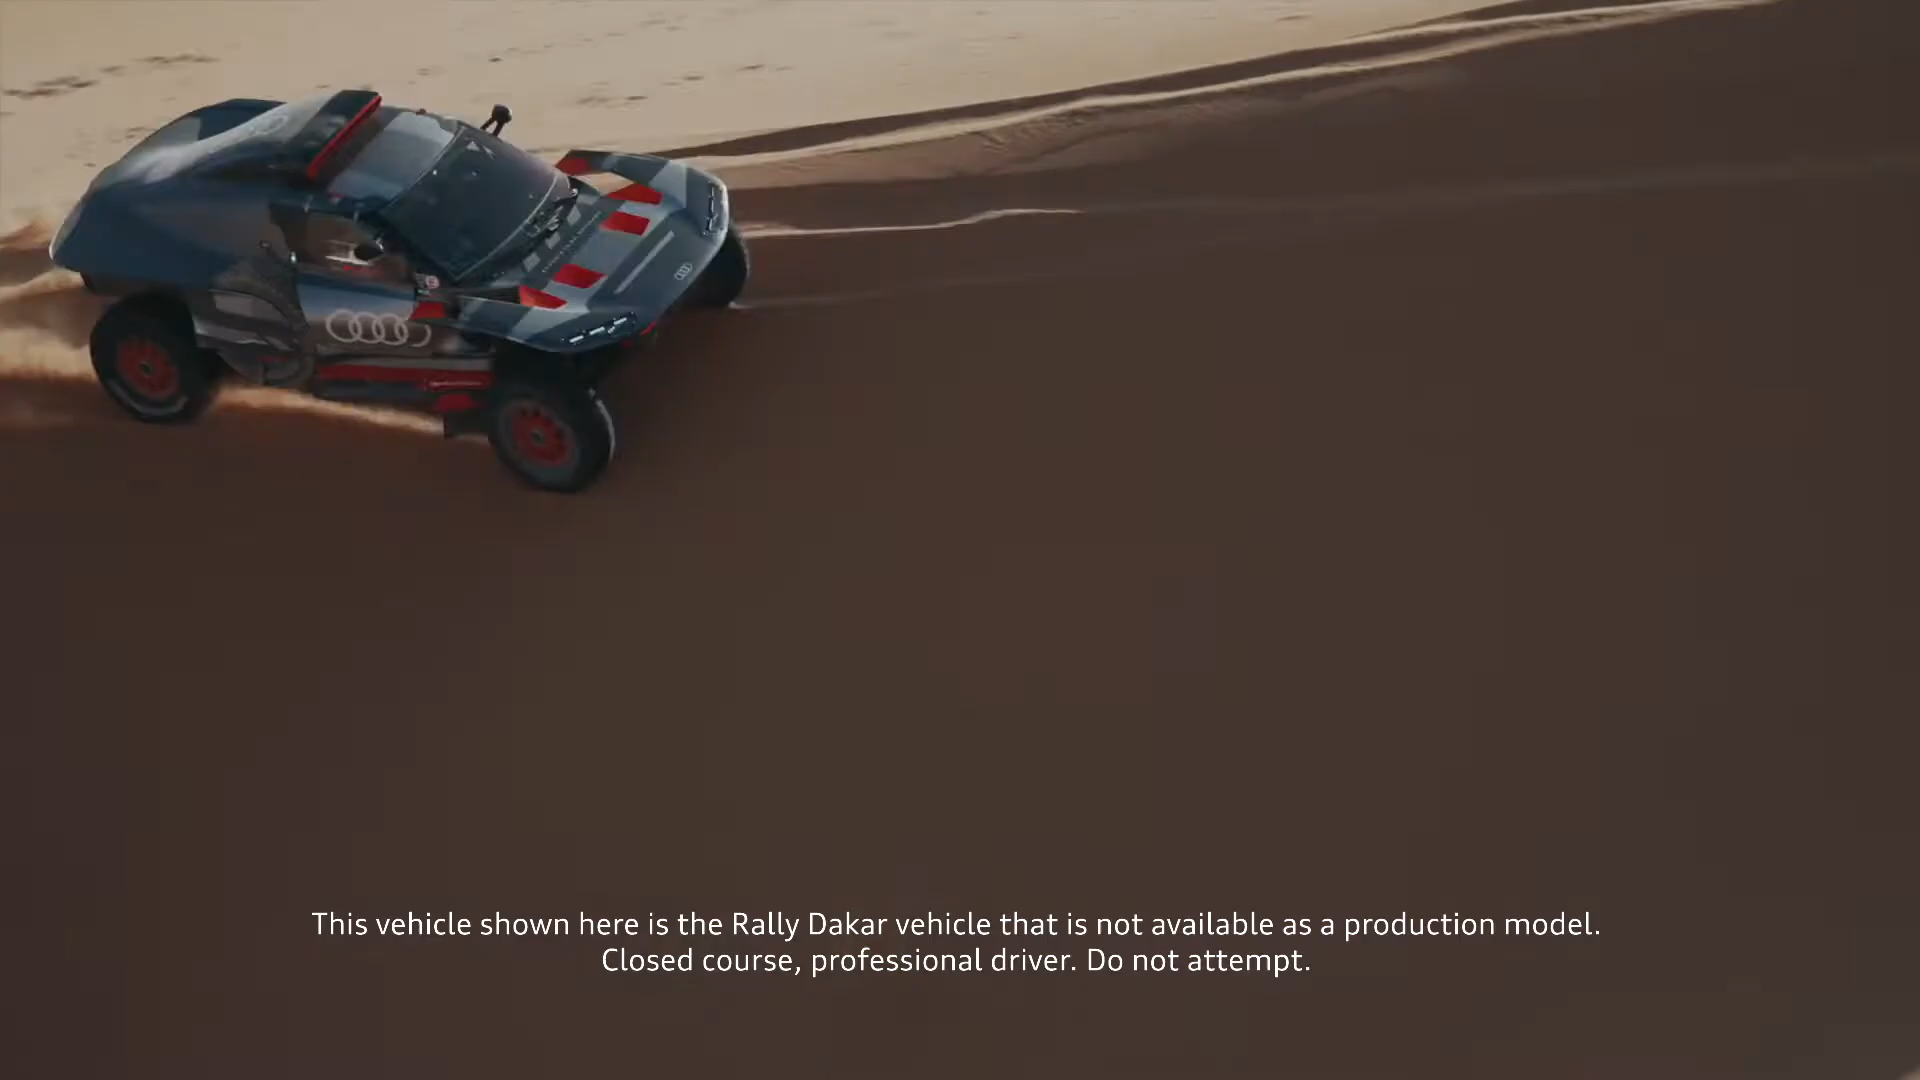 This vehicle shown here is the Rally Dakar vehicle that is not available as a production model.
Closed course, professional driver. Do not attempt.